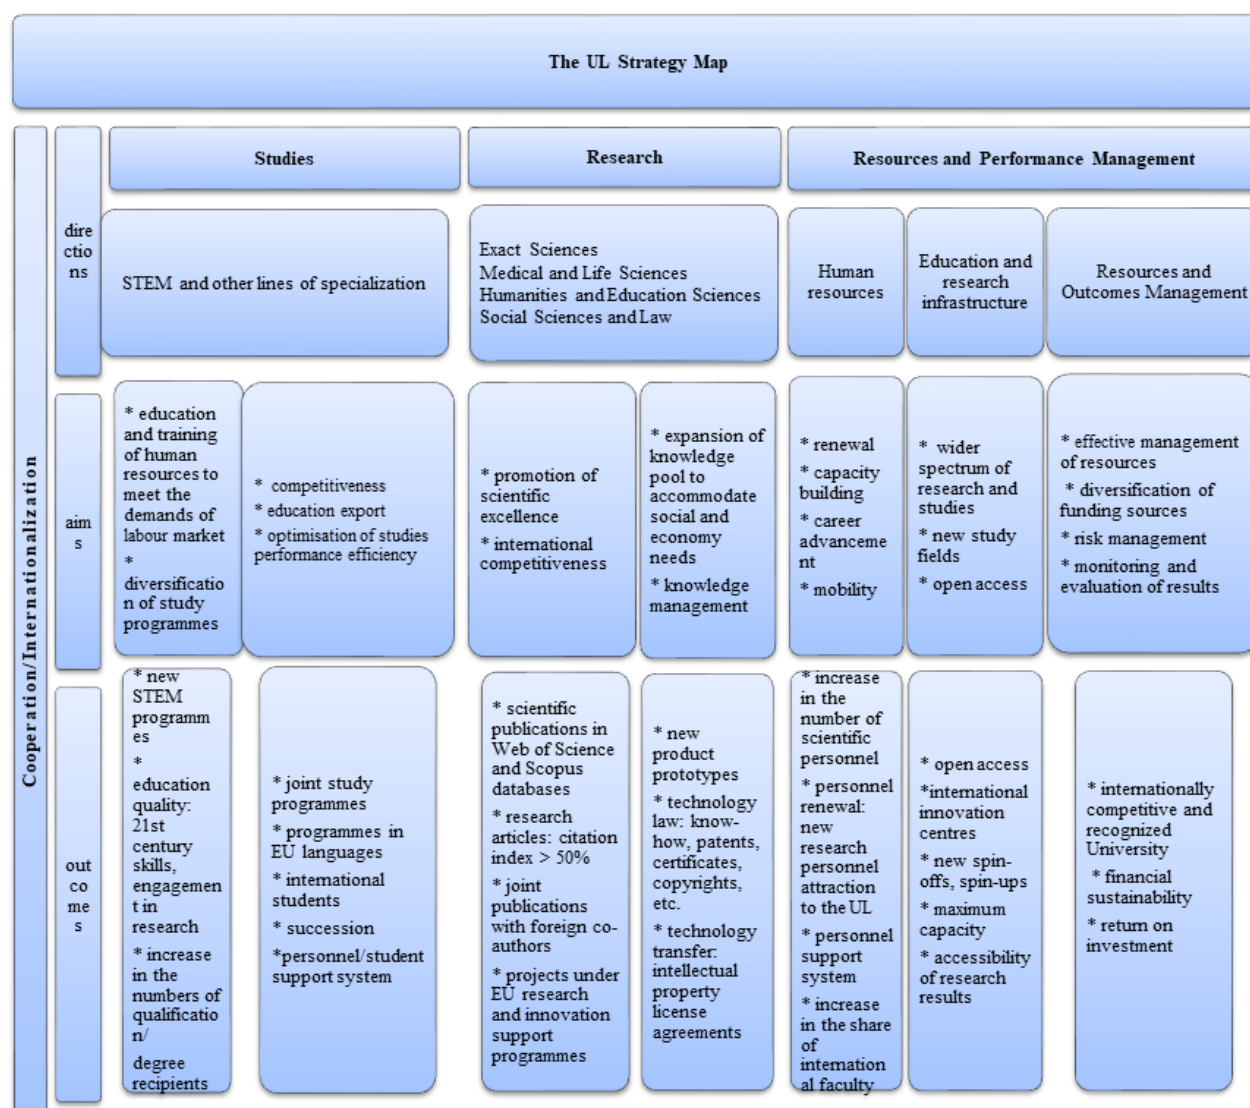 The UL Strategy Map
Cooperation/Internationalization
dire
ctio
ns
Studies
Research
Resources and Performance Management
STEM and other lines of specialization
Exact Sciences
Medical and Life Sciences
Humanities and Education Sciences
Social Sciences and Law
Human
resources
Education and
research
infrastructure
Resources and
Outcomes Management
aim
s
* education
and training
of human
resources to
meet the
demands of
labour market
*
diversificatio
n of study
programmes
* competitiveness
* education export
* optimisation of studies
performance efficiency
* promotion of
scientific
excellence
* international
competitiveness
* expansion of
knowledge
pool to
accommodate
social and
economy
needs
* knowledge
management
* renewal
* capacity
building
* career
advanceme
nt
* mobility
* wider
spectrum of
research and
studies
* new study
fields
* open access
* effective management
of resources
* diversification of
funding sources
* risk management
* monitoring and
evaluation of results
out
co
me
s
* new
STEM
programm
es
*
education
quality:
21st
century
skills,
engagemen
t in
research
* increase
in the
numbers of
qualificatio
n/
degree
recipients
* joint study
programmes
* programmes in
EU languages
* international
students
* succession
*personnel/student
support system
* scientific
publications in
Web of Science
and Scopus
databases
* research
articles: citation
index > 50%
* joint
publications
with foreign co-
authors
* projects under
EU research
and innovation
support
programmes
* new
product
prototypes
* technology
law: know-
how, patents,
certificates,
copyrights,
etc.
* technology
transfer:
intellectual
property
license
agreements
* increase
in the
number of
scientific
personnel
* personnel
renewal:
new
research
personnel
attraction
to the UL
* personnel
support
system
* increase
in the share
of
internation
al faculty
* open access
*international
innovation
centres
* new spin-
offs, spin-ups
* maximum
capacity
* accessibility
of research
results
* internationally
competitive and
recognized
University
* financial
sustainability
* return on
investment